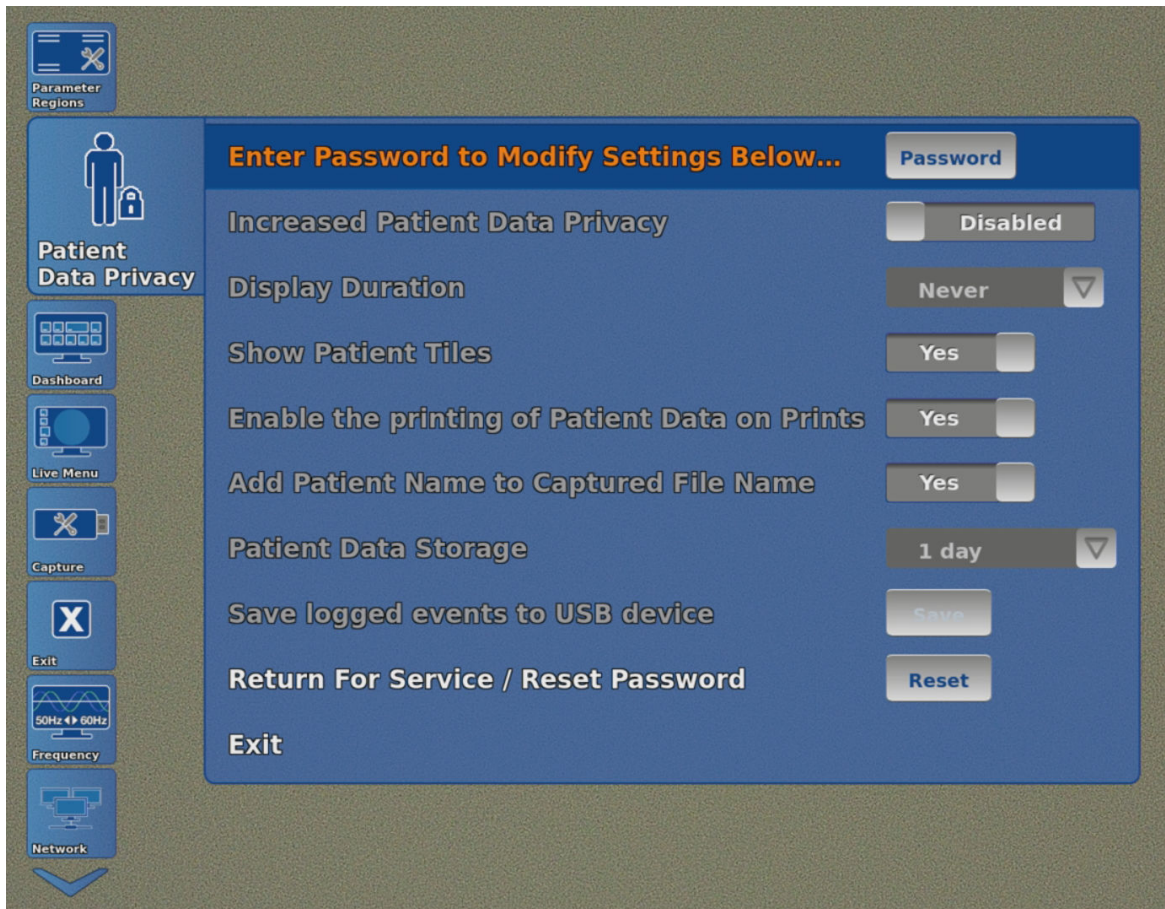 Parameter
Regions
Enter Password to Modify Settings Below...
Password
Patient
Data Privacy
Increased Patient Data Privacy
Disabled
Display Duration
Never
Show Patient Tiles
Yes
Enable the printing of Patient Data on Prints
Yes
Add Patient Name to Captured File Name
Yes
Patient Data Storage
1 day
Save logged events to USB device
Save
Return For Service / Reset Password
Reset
Exit
Dashboard
Live Menu
Capture
X
Exit
50Hz 60Hz
Frequency
Network